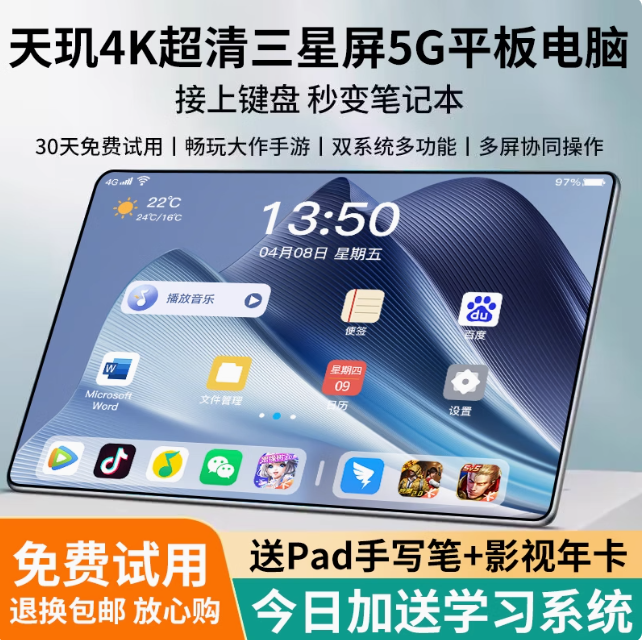 天玑4K超清三星屏5G平板电脑
接上键盘 秒变笔记本
30天免费试用丨畅玩大作手游丨双系统多功能丨多屏协同操作
4G
97%
22℃
24℃/16℃
13:50
04月08日 星期五
播放音乐
便签
du
百度
W
Microsoft
Word
文件管理
星期四
09
日历
设置
免费试用
退换包邮 放心购
送Pad手写笔+影视年卡
今日加送学习系统